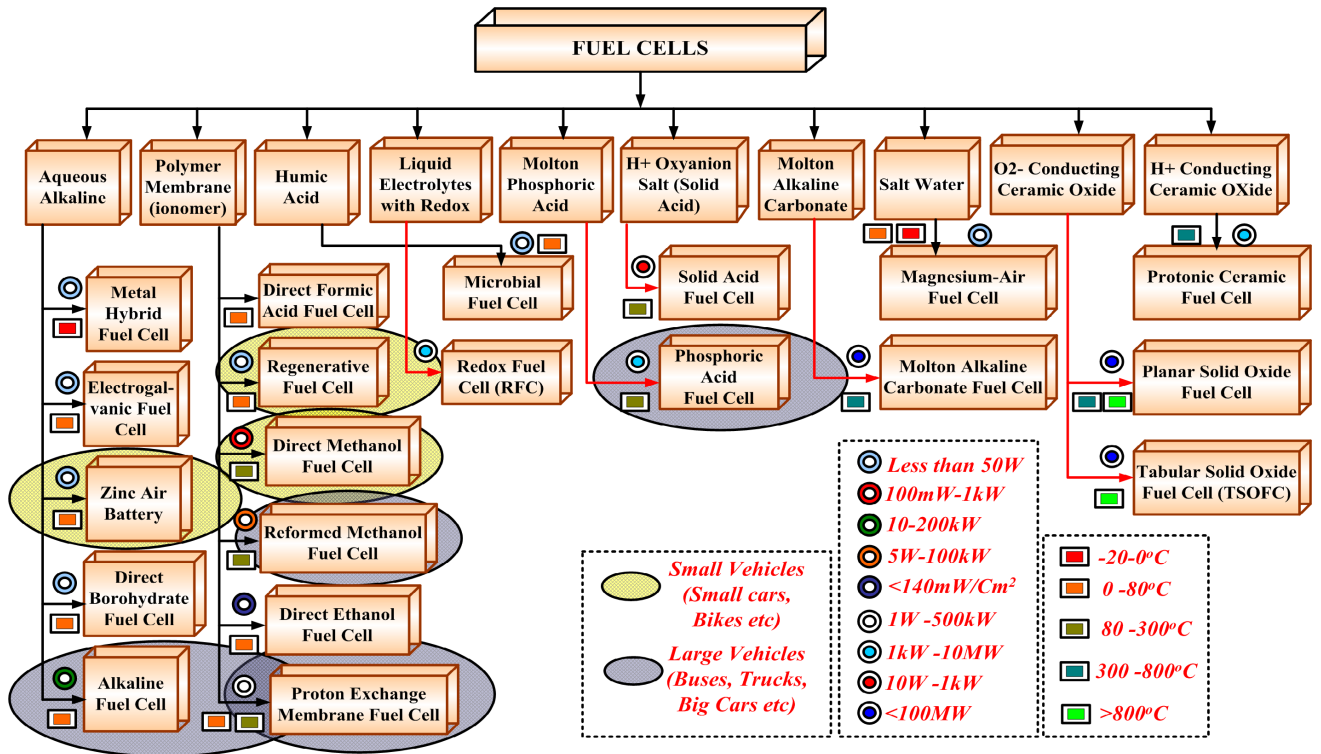 FUEL CELLS
Aqueous
Alkaline
Polymer
Membrane
(ionomer)
Humic
Acid
Liquid
Electrolytes
with Redox
Molton
Phosphoric
Acid
H+ Oxyanion
Salt (Solid
Acid)
Molton
Alkaline
Carbonate
Salt Water
O2- Conducting
Ceramic Oxide
H+ Conducting
Ceramic OXide
Metal
Hybrid
Fuel Cell
Direct Formic
Acid Fuel Cell
Microbial
Fuel Cell
Solid Acid
Fuel Cell
Magnesium-Air
Fuel Cell
Protonic Ceramic
Fuel Cell
Electrogal-
vanic Fuel
Cell
Regenerative
Fuel Cell
Redox Fuel
Cell (RFC)
Phosphoric
Acid
Fuel Cell
Molton Alkaline
Carbonate Fuel Cell
Planar Solid Oxide
Fuel Cell
Zinc Air
Battery
Direct Methanol
Fuel Cell
Tabular Solid Oxide
Fuel Cell (TSOFC)
Reformed Methanol
Fuel Cell
Direct
Borohydrate
Fuel Cell
Direct Ethanol
Fuel Cell
Alkaline
Fuel Cell
Proton Exchange
Membrane Fuel Cell
Small Vehicles
(Small cars,
Bikes etc)
Large Vehicles
(Buses, Trucks,
Big Cars etc)
Less than 50W
100mW-1kW
10-200kW
5W-100kW
<140mW/Cm²
1W -500kW
1kW -10MW
10W -1kW
<100MW
-20-0°C
0 -80°C
80 -300°C
300 -800°C
>800°C